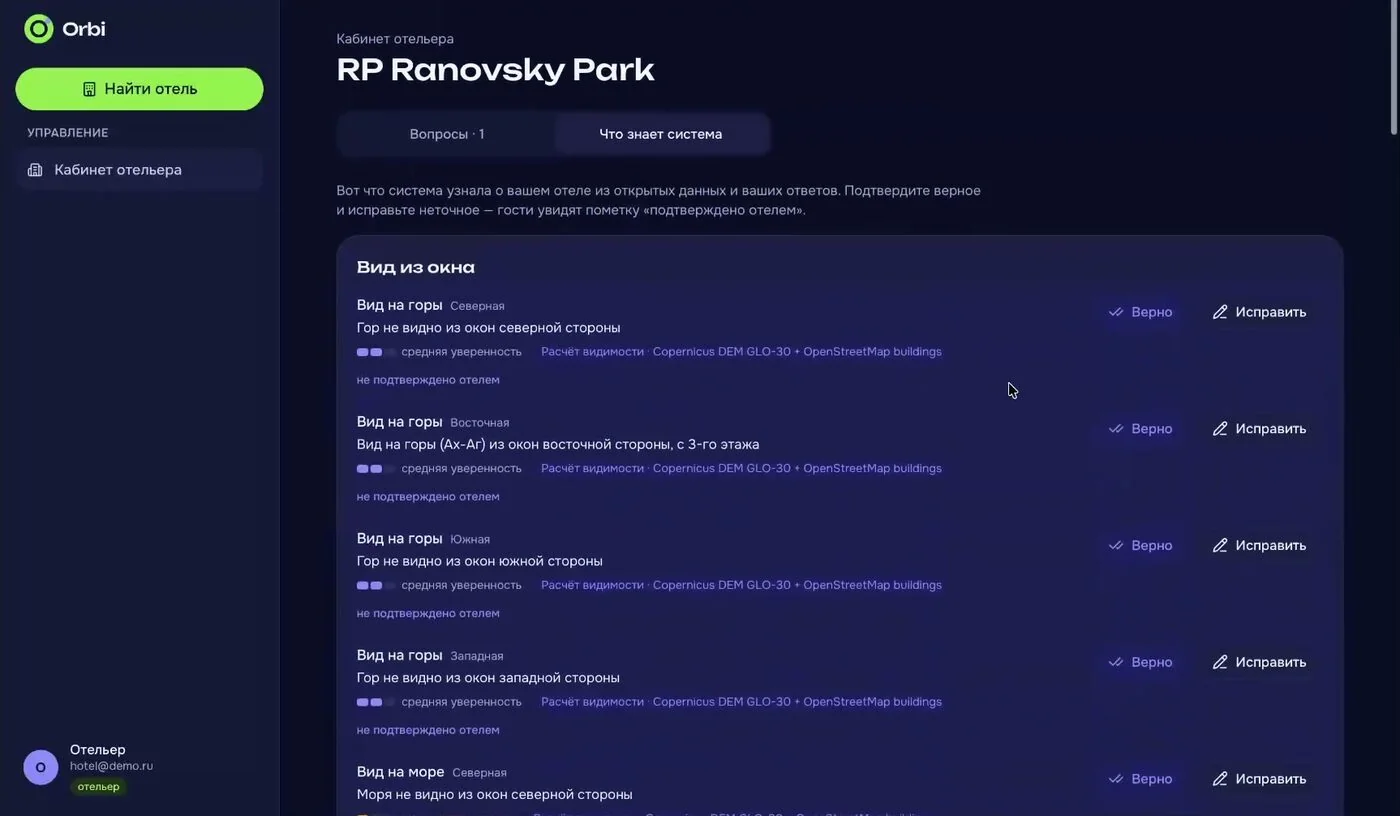 Orbi
Найти отель
УПРАВЛЕНИЕ
Кабинет отельера
Кабинет отельера
RP Ranovsky Park
Вопросы · 1
Что знает система
Вот что система узнала о вашем отеле из открытых данных и ваших ответов. Подтвердите верное
и исправьте неточное — гости увидят пометку «подтверждено отелем».
Вид из окна
Вид на горы Северная
Гор не видно из окон северной стороны
средняя уверенность Расчёт видимости · Copernicus DEM GLO-30 + OpenStreetMap buildings
не подтверждено отелем
Верно Исправить
Вид на горы Восточная
Вид на горы (Ах-Аг) из окон восточной стороны, с 3-го этажа
средняя уверенность Расчёт видимости · Copernicus DEM GLO-30 + OpenStreetMap buildings
не подтверждено отелем
Верно Исправить
Вид на горы Южная
Гор не видно из окон южной стороны
средняя уверенность Расчёт видимости · Copernicus DEM GLO-30 + OpenStreetMap buildings
не подтверждено отелем
Верно Исправить
Вид на горы Западная
Гор не видно из окон западной стороны
средняя уверенность Расчёт видимости · Copernicus DEM GLO-30 + OpenStreetMap buildings
не подтверждено отелем
Верно Исправить
Вид на море Северная
Моря не видно из окон северной стороны
Верно Исправить
О
Отельер
hotel@demo.ru
отельер